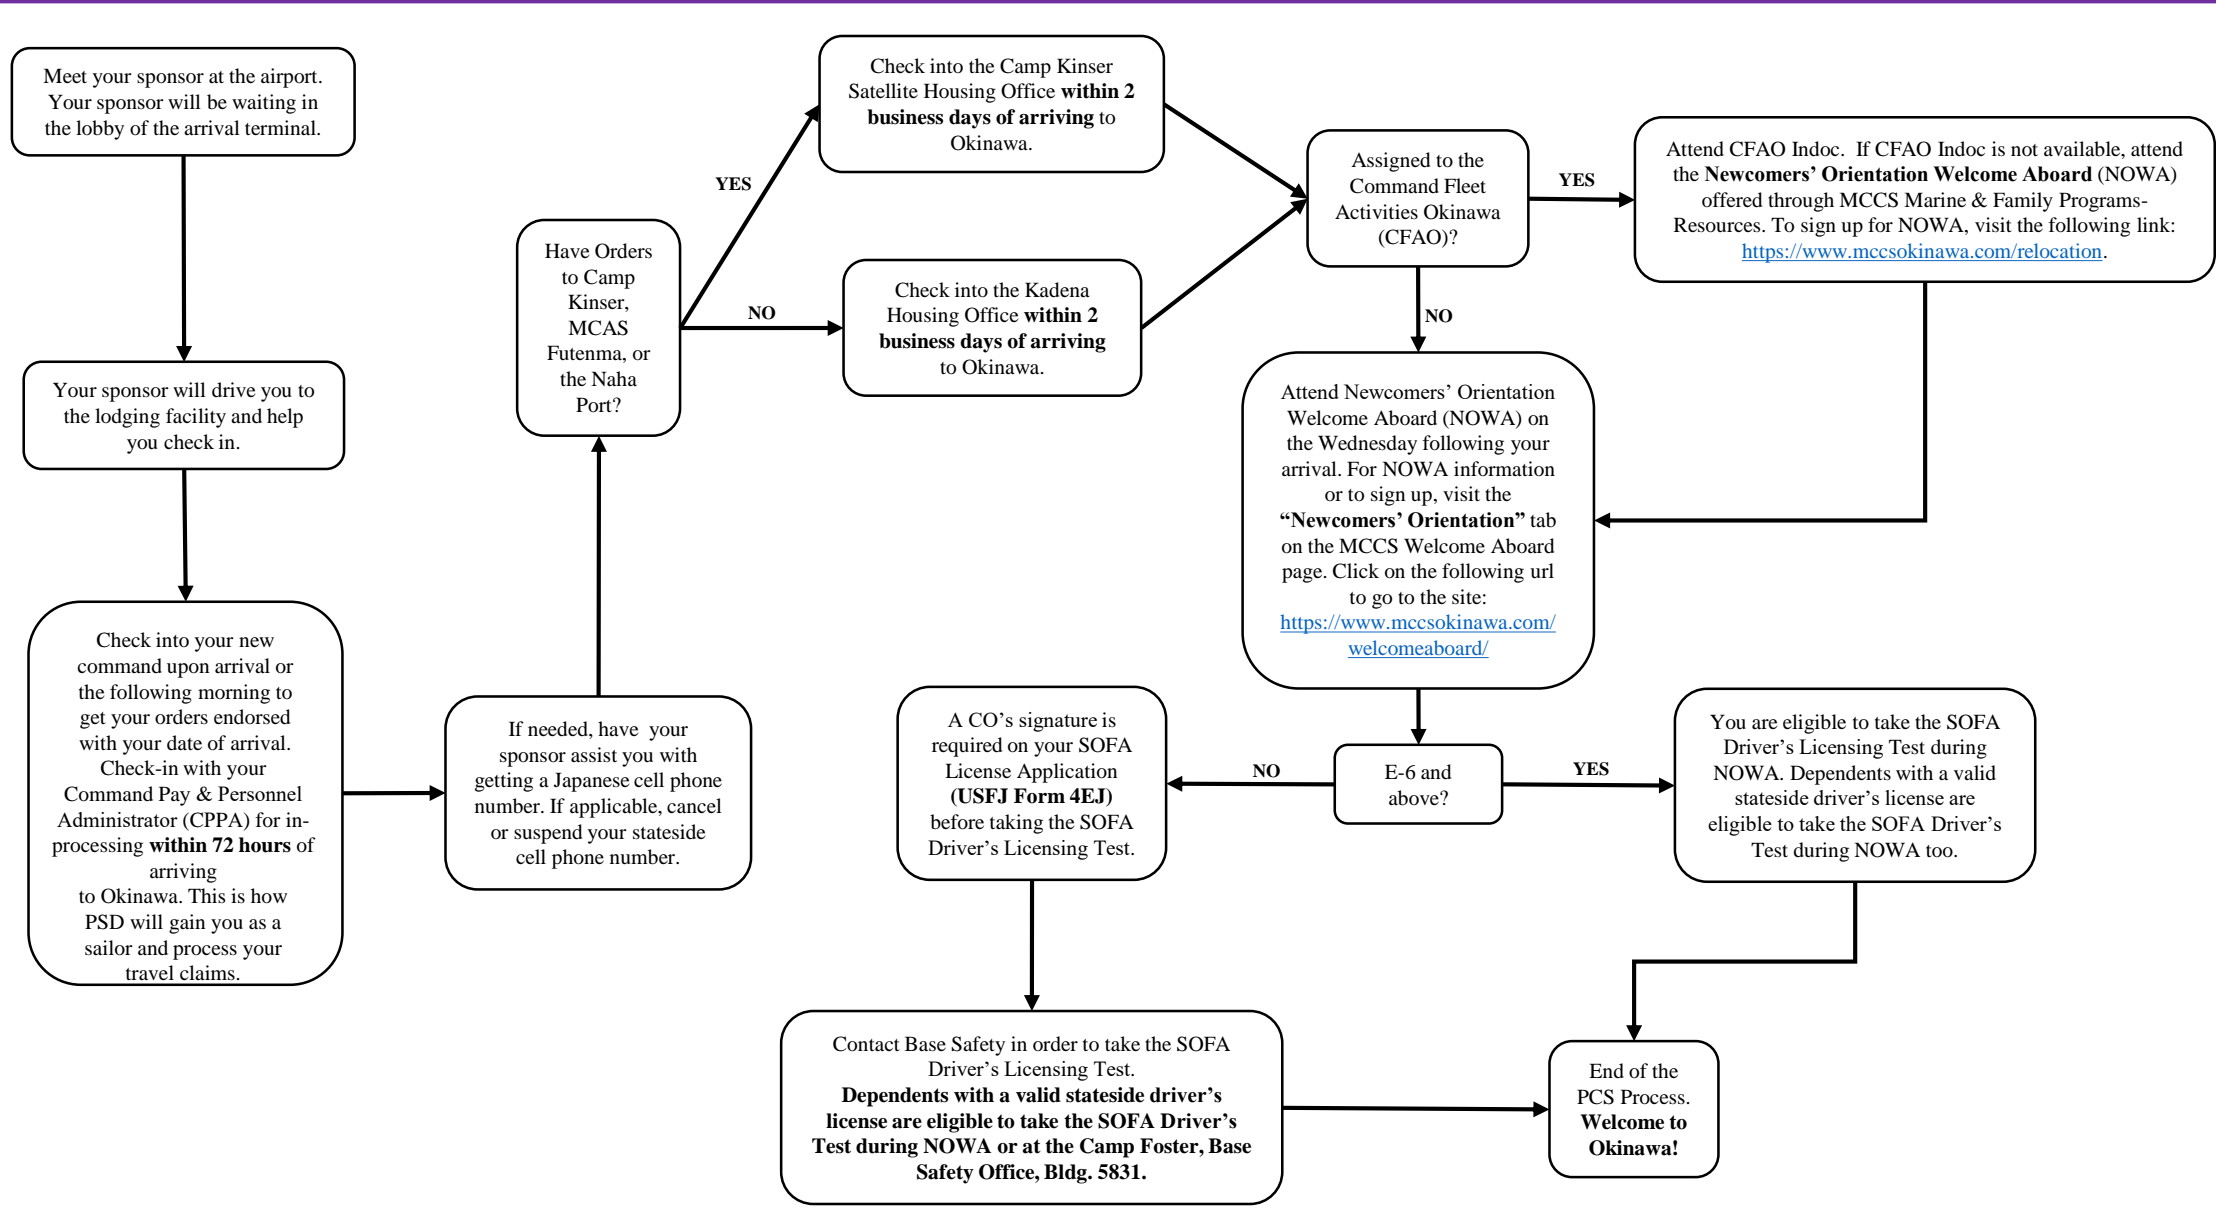 Meet your sponsor at the airport.
Your sponsor will be waiting in
the lobby of the arrival terminal.
Your sponsor will drive you to
the lodging facility and help
you check in.
Check into your new
command upon arrival or
the following morning to
get your orders endorsed
with your date of arrival.
Check-in with your
Command Pay & Personnel
Administrator (CPPA) for in-
processing within 72 hours of
arriving
to Okinawa. This is how
PSD will gain you as a
sailor and process your
travel claims.
If needed, have your
sponsor assist you with
getting a Japanese cell phone
number. If applicable, cancel
or suspend your stateside
cell phone number.
Have Orders
to Camp
Kinser,
MCAS
Futenma, or
the Naha
Port?
YES
Check into the Camp Kinser
Satellite Housing Office within 2
business days of arriving to
Okinawa.
NO
Check into the Kadena
Housing Office within 2
business days of arriving
to Okinawa.
Assigned to the
Command Fleet
Activities Okinawa
(CFAO)?
YES
Attend CFAO Indoc. If CFAO Indoc is not available, attend
the Newcomers’ Orientation Welcome Aboard (NOWA)
offered through MCCS Marine & Family Programs-
Resources. To sign up for NOWA, visit the following link:
https://www.mccsokinawa.com/relocation.
NO
Attend Newcomers’ Orientation
Welcome Aboard (NOWA) on
the Wednesday following your
arrival. For NOWA information
or to sign up, visit the
“Newcomers’ Orientation” tab
on the MCCS Welcome Aboard
page. Click on the following url
to go to the site:
https://www.mccsokinawa.com/
welcomeaboard/
E-6 and
above?
NO
A CO’s signature is
required on your SOFA
License Application
(USFJ Form 4EJ)
before taking the SOFA
Driver’s Licensing Test.
YES
You are eligible to take the SOFA
Driver’s Licensing Test during
NOWA. Dependents with a valid
stateside driver’s license are
eligible to take the SOFA Driver’s
Test during NOWA too.
Contact Base Safety in order to take the SOFA
Driver’s Licensing Test.
Dependents with a valid stateside driver’s
license are eligible to take the SOFA Driver’s
Test during NOWA or at the Camp Foster, Base
Safety Office, Bldg. 5831.
End of the
PCS Process.
Welcome to
Okinawa!